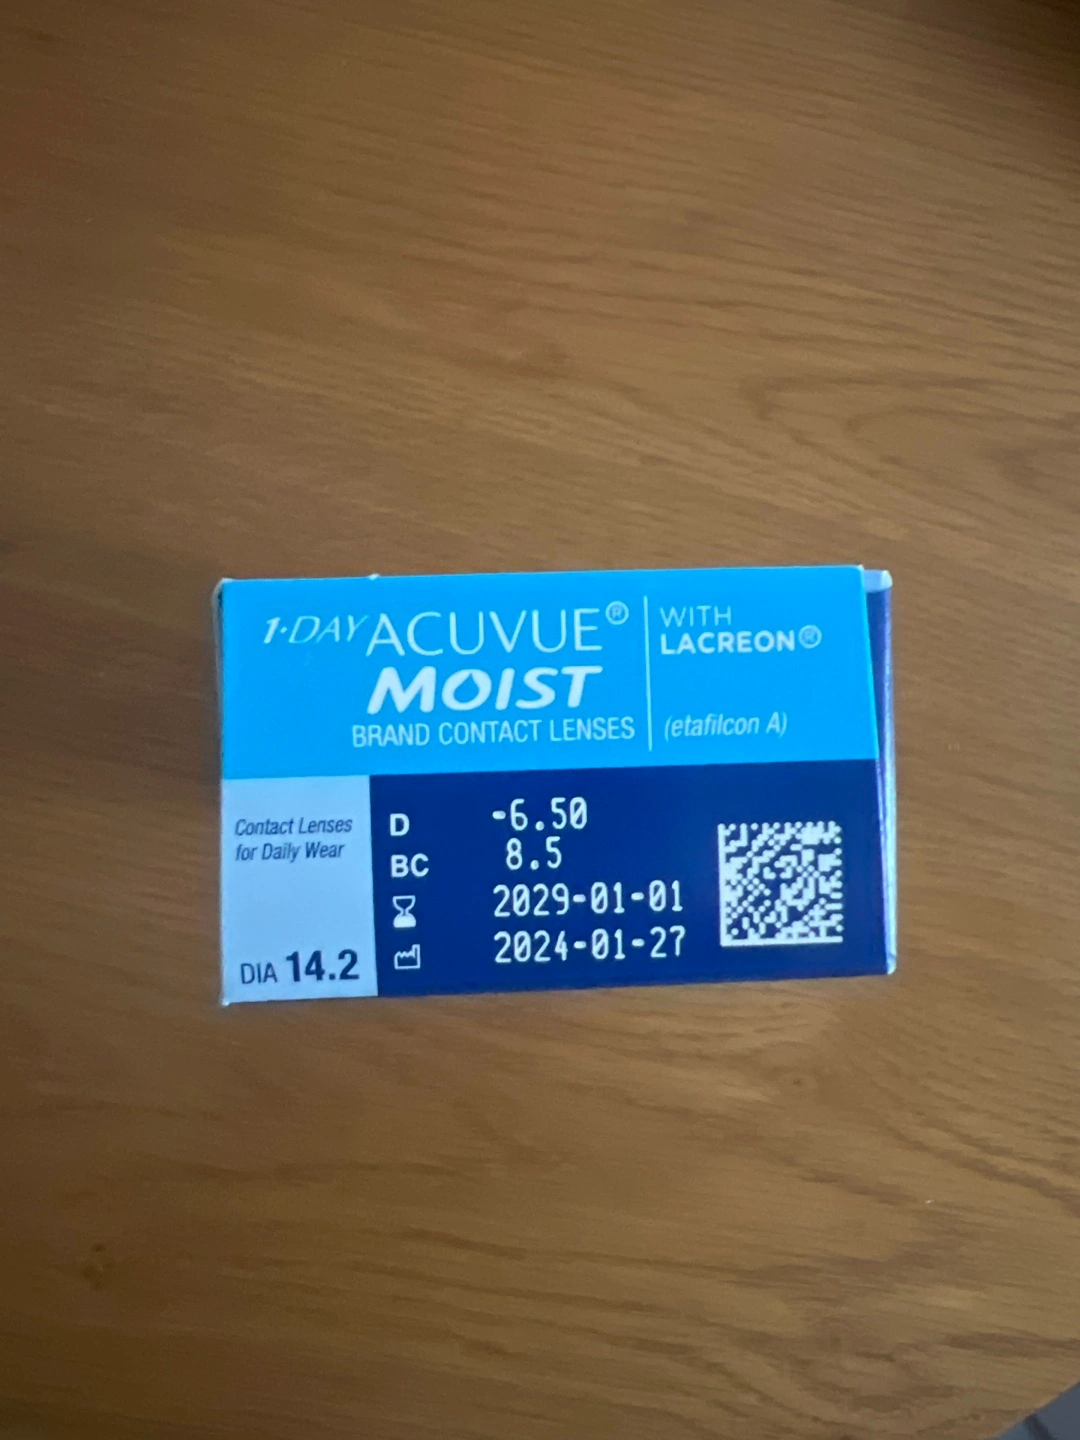 1·DAY ACUVUE® WITH
LACREON®
MOIST
BRAND CONTACT LENSES (etafilcon A)
Contact Lenses
for Daily Wear
DIA 14.2
D -6.50
BC 8.5
2029-01-01
2024-01-27